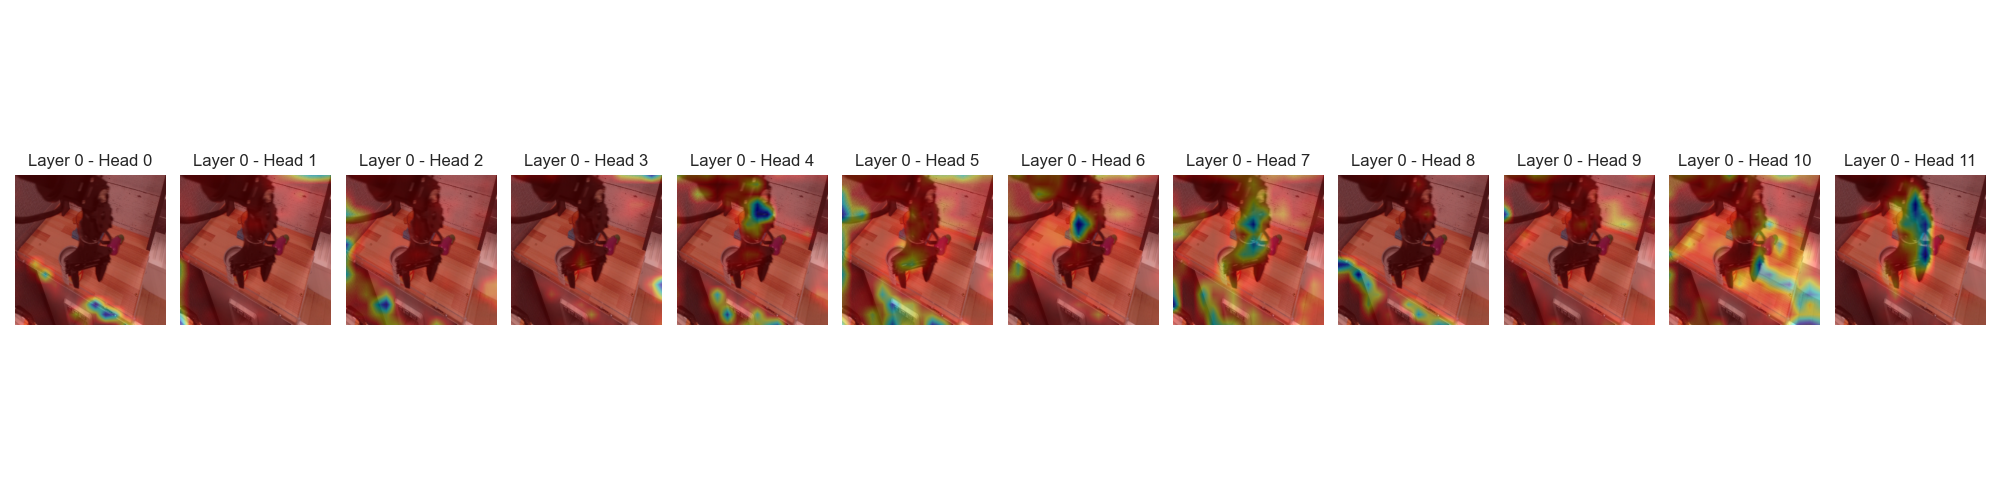 Layer 0 - Head 0
Layer 0 - Head 1
Layer 0 - Head 2
Layer 0 - Head 3
Layer 0 - Head 4
Layer 0 - Head 5
Layer 0 - Head 6
Layer 0 - Head 7
Layer 0 - Head 8
Layer 0 - Head 9
Layer 0 - Head 10
Layer 0 - Head 11